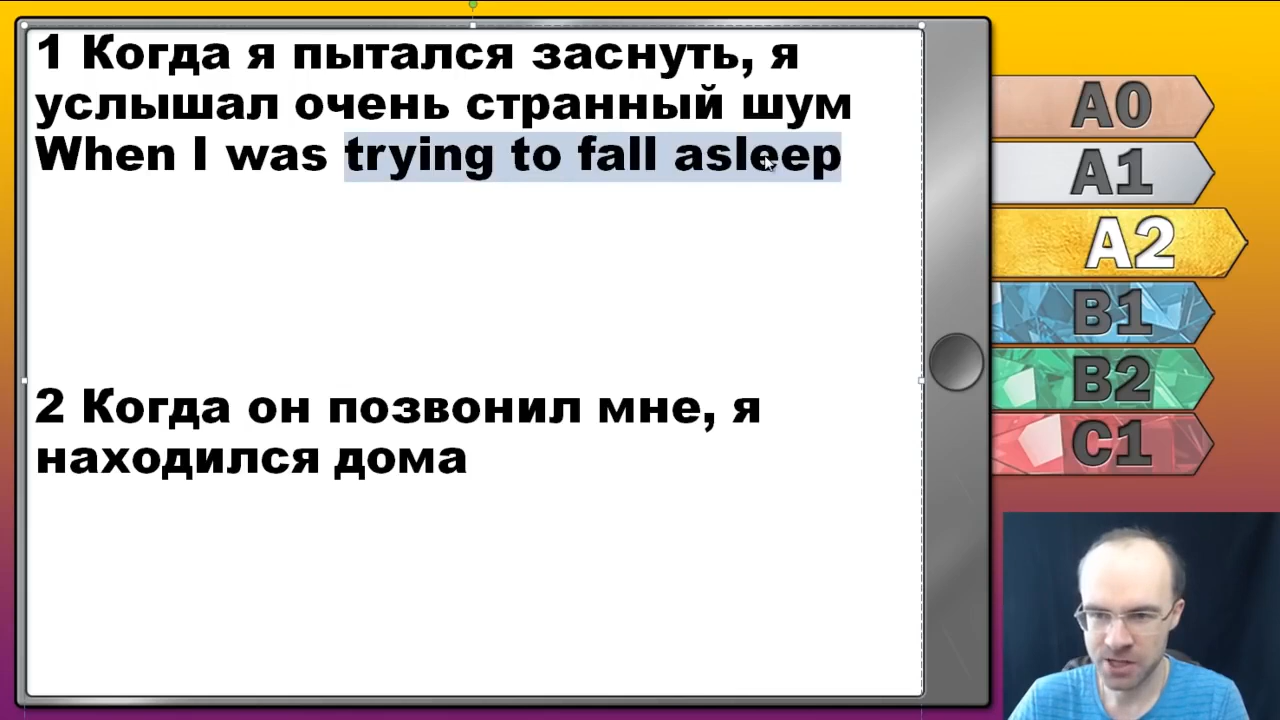 1 Когда я пытался заснуть, я
услышал очень странный шум
When I was trying to fall asleep
2 Когда он позвонил мне, я
находился дома
A0
A1
A2
B1
B2
C1